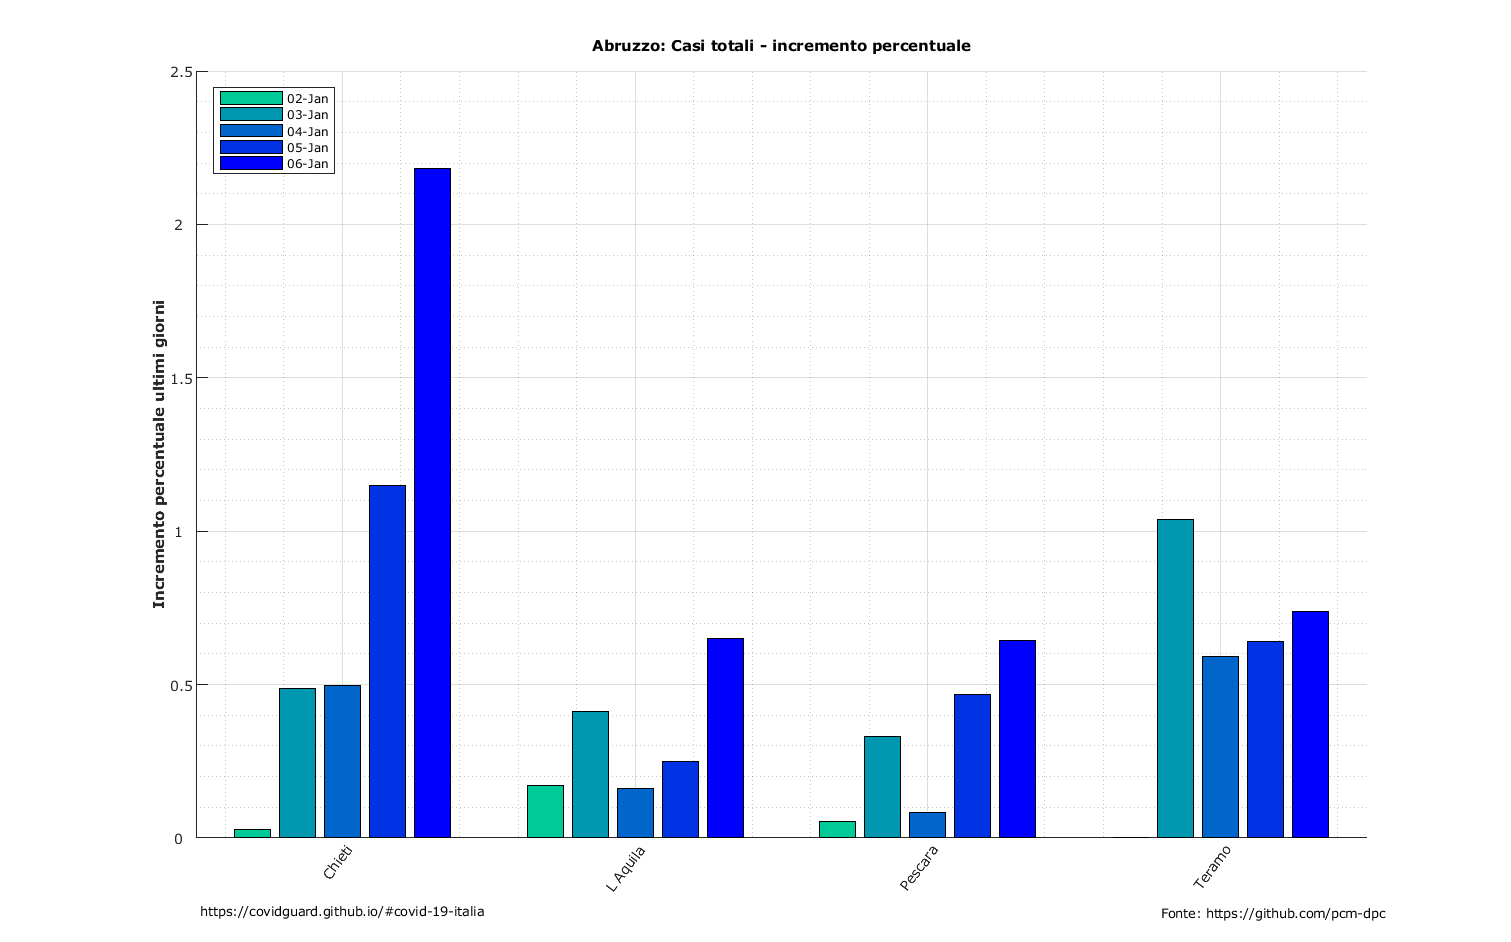 Abruzzo: Casi totali - incremento percentuale
2.5
2
1.5
1
0.5
0
Incremento percentuale ultimi giorni
02-Jan
03-Jan
04-Jan
05-Jan
06-Jan
Chieti
L Aquila
Pescara
Teramo
https://covidguard.github.io/#covid-19-italia
Fonte: https://github.com/pcm-dpc